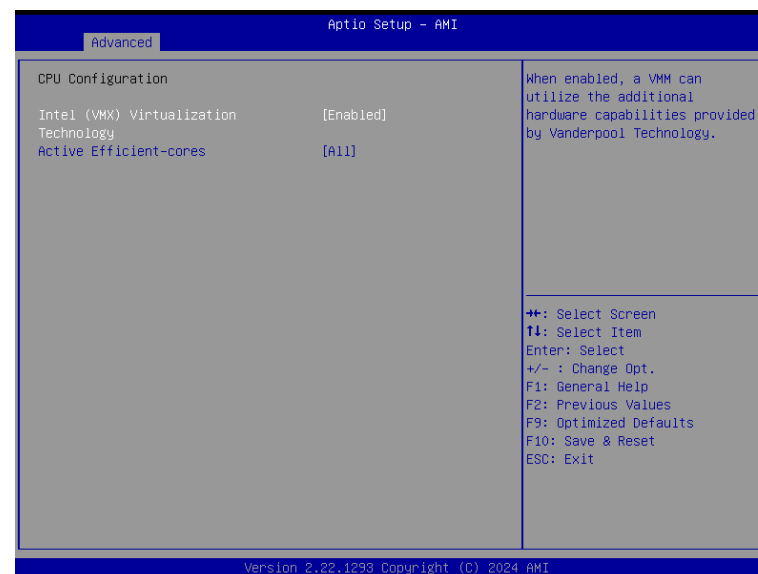 Aptio Setup - AMI
Advanced
CPU Configuration
Intel (VMX) Virtualization [Enabled]
Technology
Active Efficient-cores [All]
When enabled, a VMM can
utilize the additional
hardware capabilities provided
by Vanderpool Technology.
→←: Select Screen
↑↓: Select Item
Enter: Select
+/- : Change Opt.
F1: General Help
F2: Previous Values
F9: Optimized Defaults
F10: Save & Reset
ESC: Exit
Version 2.22.1293 Copyright (C) 2024 AMI